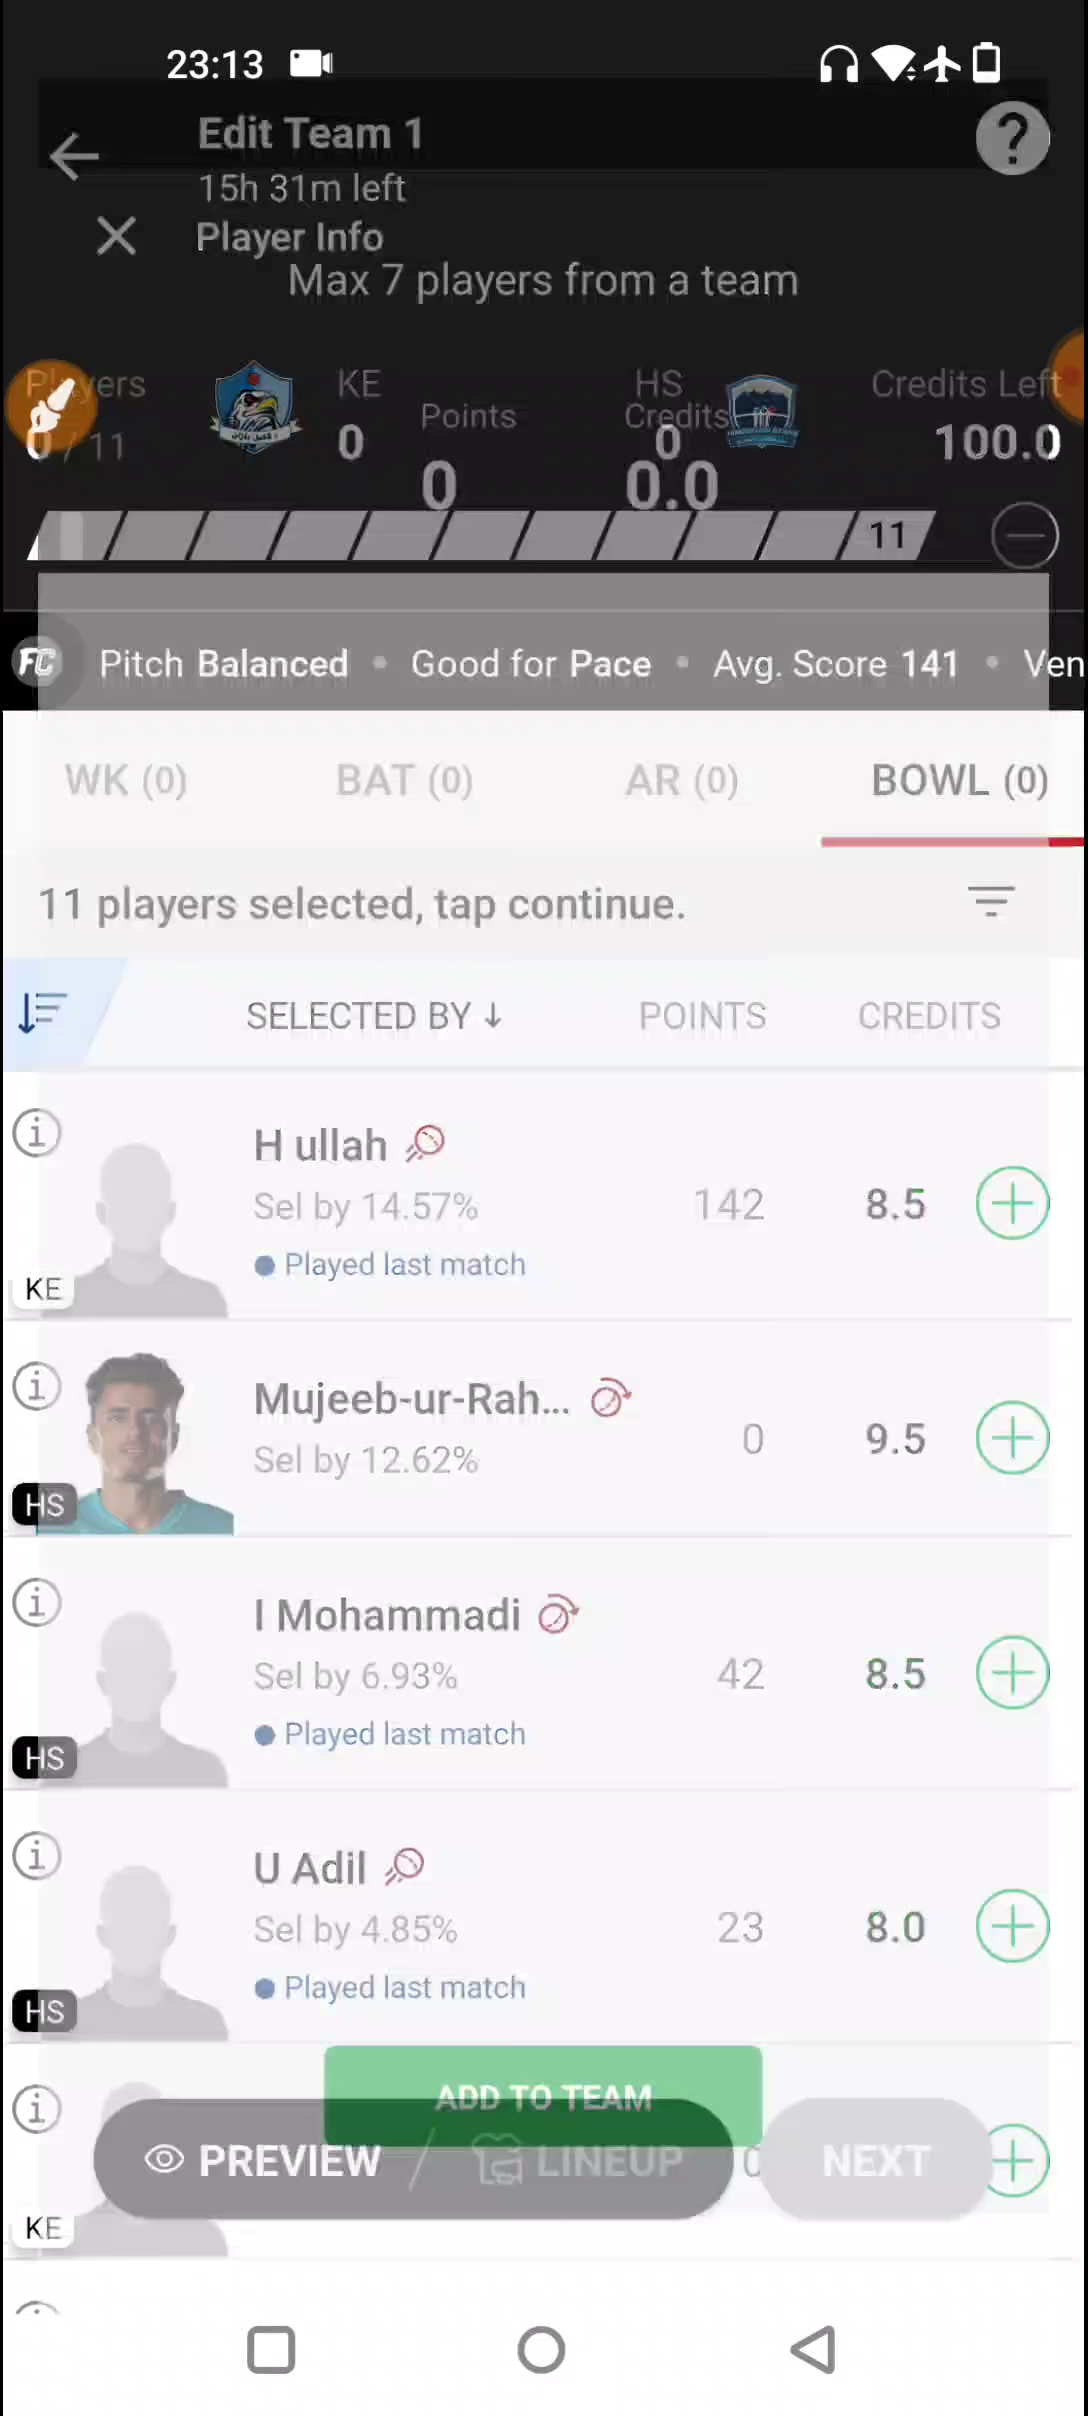 23:13
Edit Team 1
15h 31m left
Player Info
Max 7 players from a team
Players KE HS Credits Left
Points Credits
0 / 11 0 0 100.0
0 0.0
11
FC Pitch Balanced • Good for Pace • Avg. Score 141 • Ven
WK (0) BAT (0) AR (0) BOWL (0)
11 players selected, tap continue.
SELECTED BY ↓ POINTS CREDITS
H ullah
Sel by 14.57% 142 8.5
Played last match
KE
Mujeeb-ur-Rah...
Sel by 12.62% 0 9.5
HS
I Mohammadi
Sel by 6.93% 42 8.5
Played last match
HS
U Adil
Sel by 4.85% 23 8.0
Played last match
HS
ADD TO TEAM
PREVIEW / LINEUP NEXT
KE